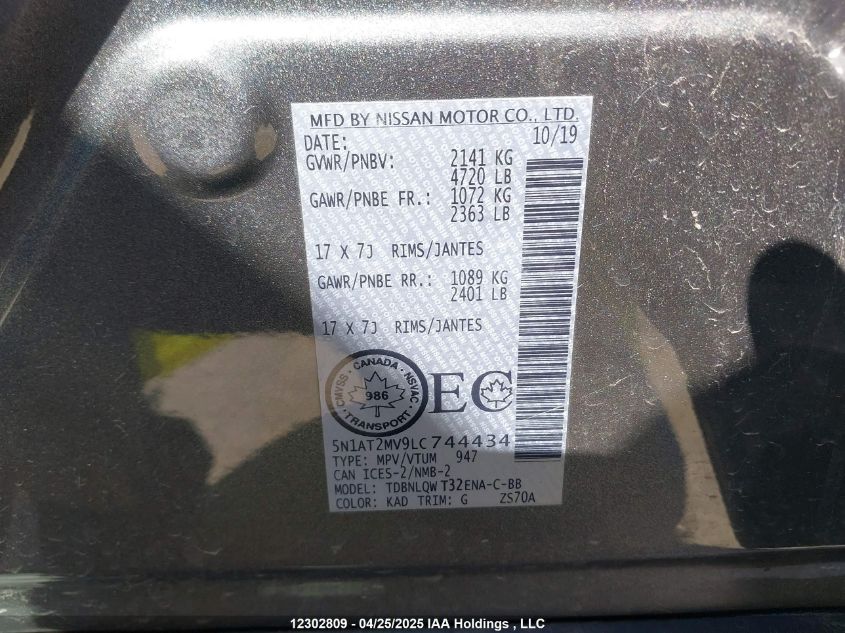 MFD BY NISSAN MOTOR CO., LTD.
DATE: 10/19
GVWR/PNBV: 2141 KG
4720 LB
GAWR/PNBE FR.: 1072 KG
2363 LB
17 X 7J RIMS/JANTES
GAWR/PNBE RR.: 1089 KG
2401 LB
17 X 7J RIMS/JANTES
CMVSS · CANADA · NSVAC
986
TRANSPORT
EC
5N1AT2MV9LC744434
TYPE: MPV/VTUM 947
CAN ICES-2/NMB-2
MODEL: TDBNLQW T32ENA-C-BB
COLOR: KAD TRIM: G ZS70A
12302809 - 04/25/2025 IAA Holdings , LLC